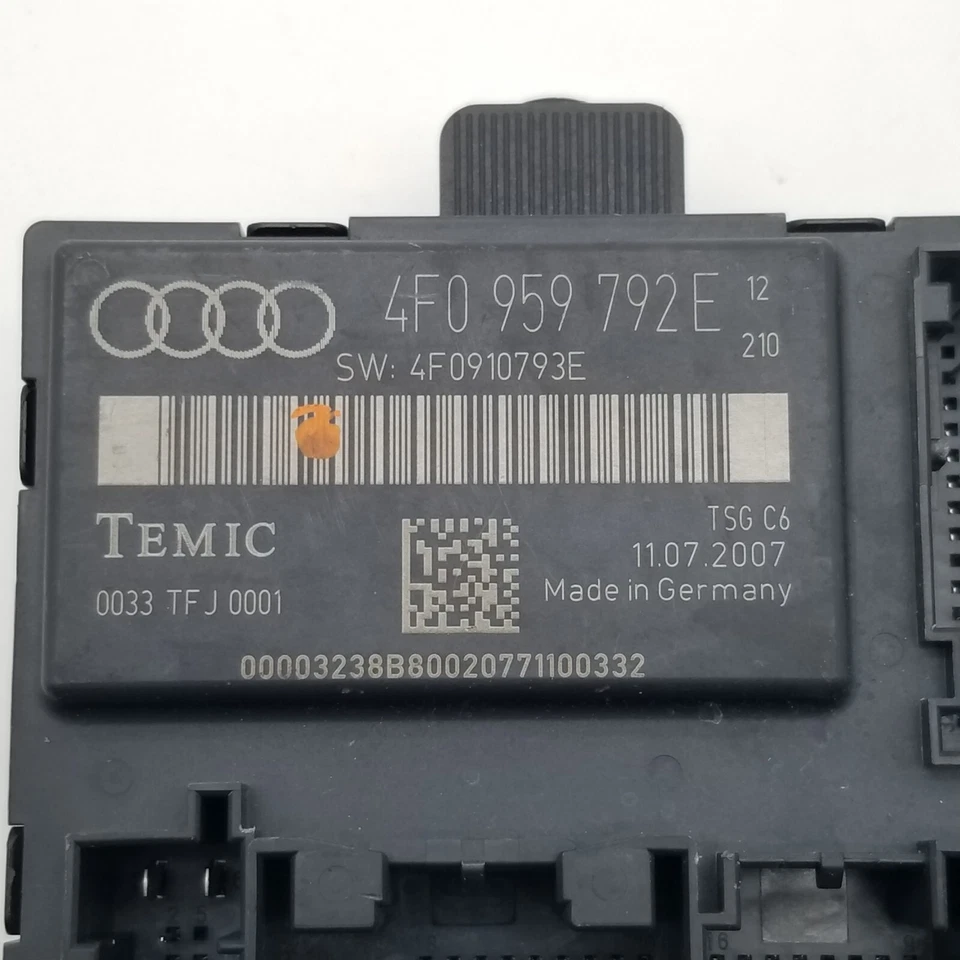 4F0 959 792E 12
210
SW: 4F0910793E
TEMIC
TSG C6
11.07.2007
Made in Germany
0033 TFJ 0001
00003238B80020771100332
16